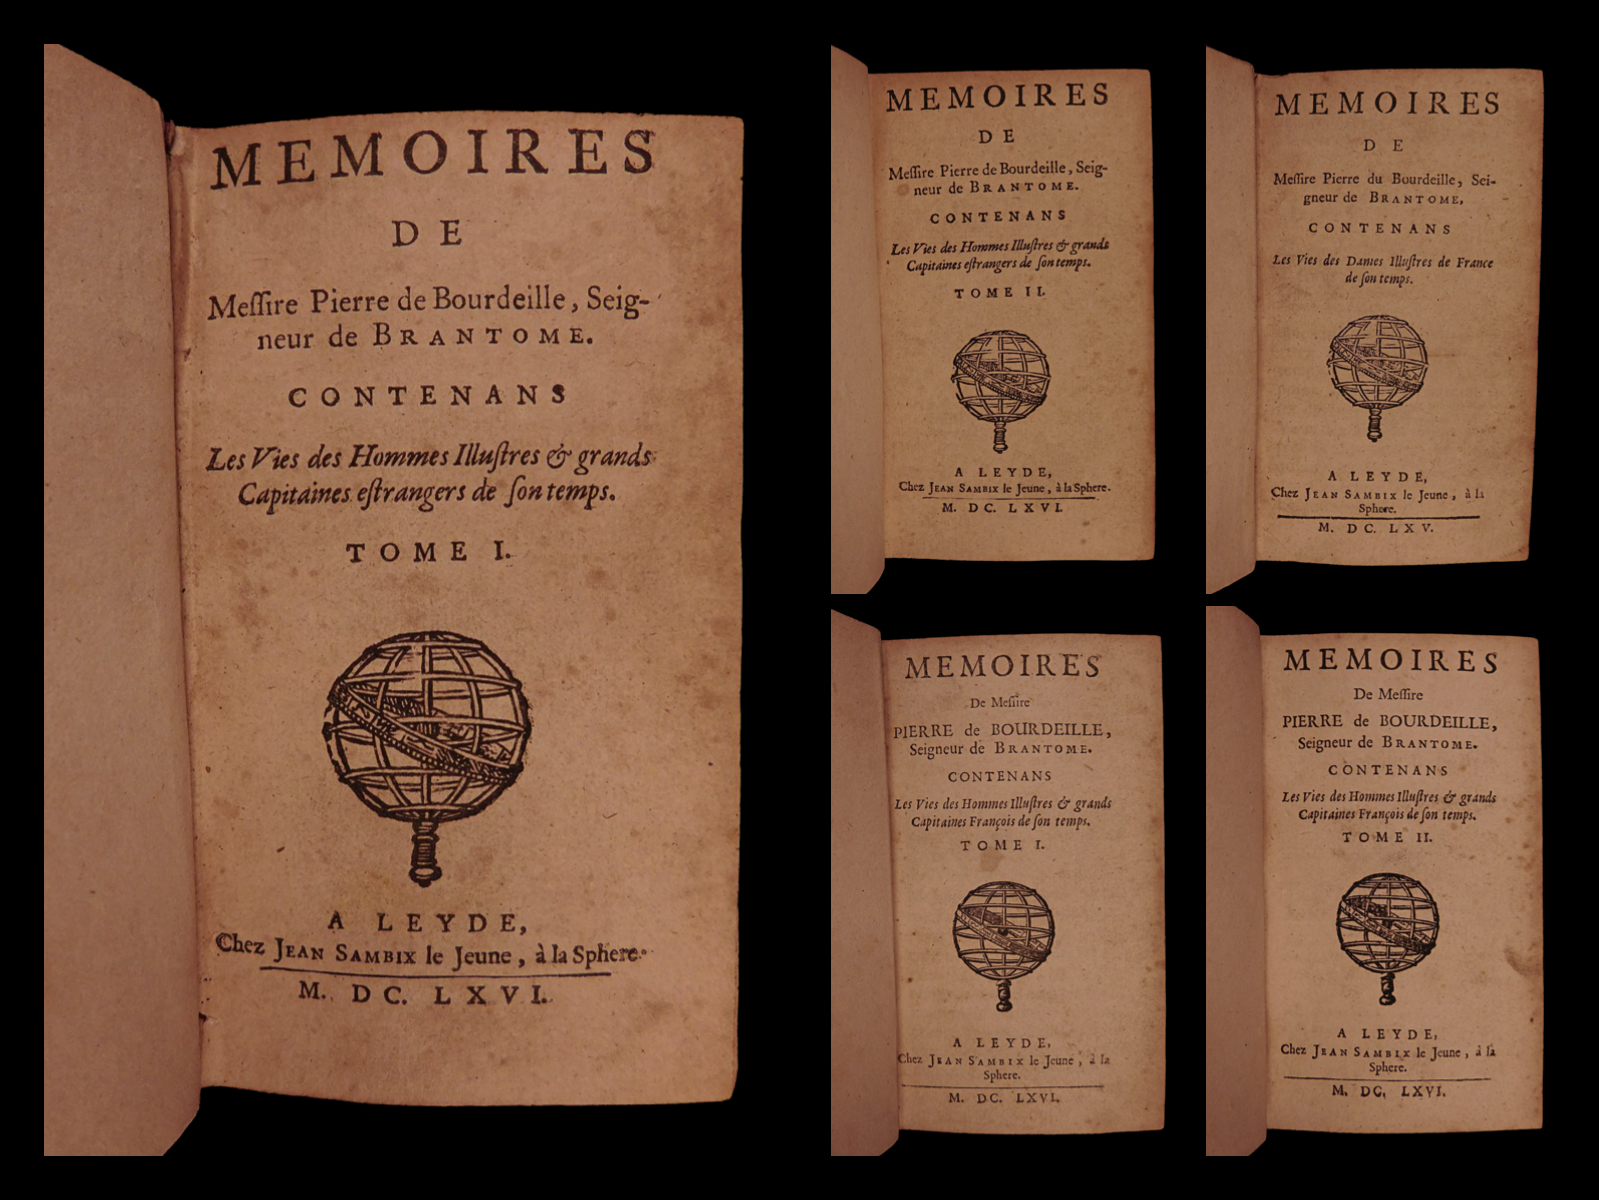 MEMOIRES
DE
Meſſire Pierre de Bourdeille, Seig-
neur de BRANTOME.
CONTENANS
Les Vies des Hommes Illuſtres & grands
Capitaines eſtrangers de ſon temps.
TOME I.
A LEYDE,
Chez JEAN SAMBIX le Jeune, à la Sphere.
M. DC. LXVI.
MEMOIRES
DE
Meſſire Pierre de Bourdeille, Seig-
neur de BRANTOME.
CONTENANS
Les Vies des Hommes Illuſtres & grands
Capitaines eſtrangers de ſon temps.
TOME II.
A LEYDE,
Chez JEAN SAMBIX le Jeune, à la Sphere.
M. DC. LXVI.
MEMOIRES
DE
Meſſire Pierre du Bourdeille, Sei-
gneur de BRANTOME,
CONTENANS
Les Vies des Dames Illuſtres de France
de ſon temps.
A LEYDE,
Chez JEAN SAMBIX le Jeune, à la
Sphere.
M. DC. LXV.
MEMOIRES
De Meſſire
PIERRE de BOURDEILLE,
Seigneur de BRANTOME.
CONTENANS
Les Vies des Hommes Illuſtres & grands
Capitaines François de ſon temps.
TOME I.
A LEYDE,
Chez JEAN SAMBIX le Jeune, à la
Sphere.
M. DC. LXVI.
MEMOIRES
De Meſſire
PIERRE de BOURDEILLE,
Seigneur de BRANTOME.
CONTENANS
Les Vies des Hommes Illuſtres & grands
Capitaines François de ſon temps.
TOME II.
A LEYDE,
Chez JEAN SAMBIX le Jeune, à la
Sphere.
M. DC. LXVI.